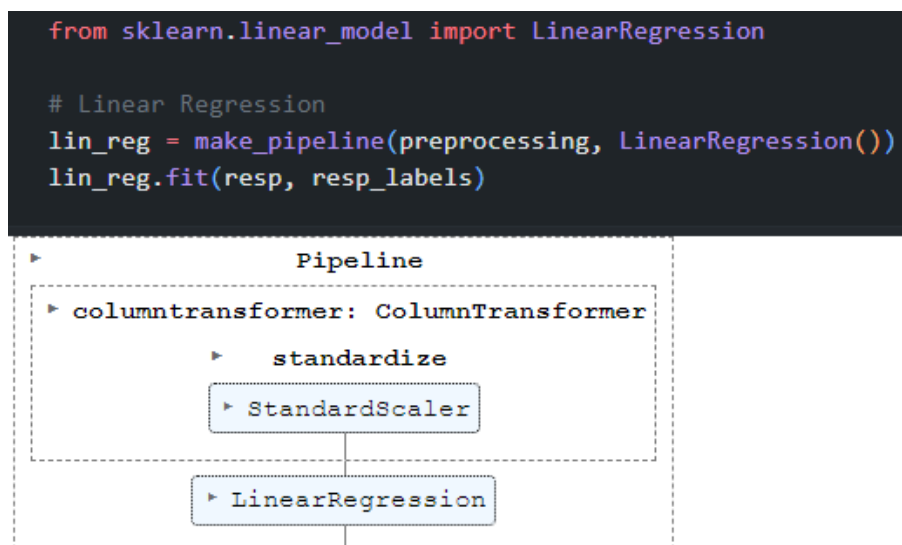 from sklearn.linear_model import LinearRegression
# Linear Regression
lin_reg = make_pipeline(preprocessing, LinearRegression())
lin_reg.fit(resp, resp_labels)
Pipeline
columntransformer: ColumnTransformer
standardize
StandardScaler
LinearRegression